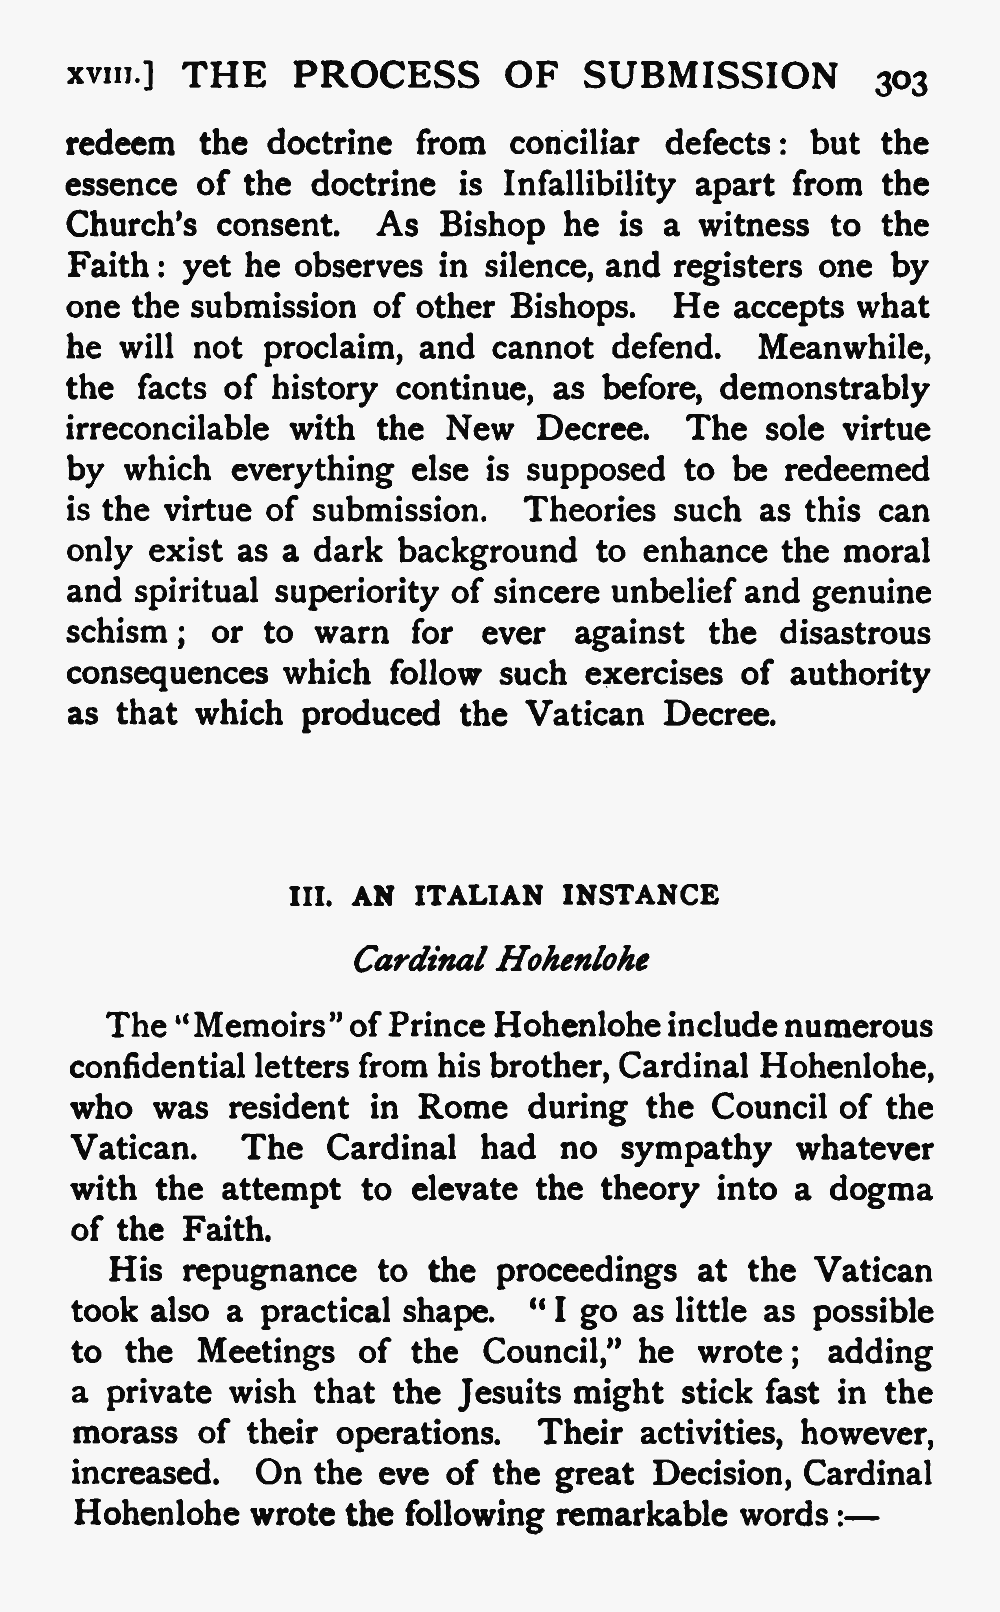 XVIII.] THE PROCESS OF SUBMISSION 303
redeem the doctrine from conciliar defects: but the
essence of the doctrine is Infallibility apart from the
Church's consent. As Bishop he is a witness to the
Faith: yet he observes in silence, and registers one by
one the submission of other Bishops. He accepts what
he will not proclaim, and cannot defend. Meanwhile,
the facts of history continue, as before, demonstrably
irreconcilable with the New Decree. The sole virtue
by which everything else is supposed to be redeemed
is the virtue of submission. Theories such as this can
only exist as a dark background to enhance the moral
and spiritual superiority of sincere unbelief and genuine
schism; or to warn for ever against the disastrous
consequences which follow such exercises of authority
as that which produced the Vatican Decree.
III. AN ITALIAN INSTANCE
Cardinal Hohenlohe
The "Memoirs" of Prince Hohenlohe include numerous
confidential letters from his brother, Cardinal Hohenlohe,
who was resident in Rome during the Council of the
Vatican. The Cardinal had no sympathy whatever
with the attempt to elevate the theory into a dogma
of the Faith.
His repugnance to the proceedings at the Vatican
took also a practical shape. "I go as little as possible
to the Meetings of the Council," he wrote; adding
a private wish that the Jesuits might stick fast in the
morass of their operations. Their activities, however,
increased. On the eve of the great Decision, Cardinal
Hohenlohe wrote the following remarkable words:—